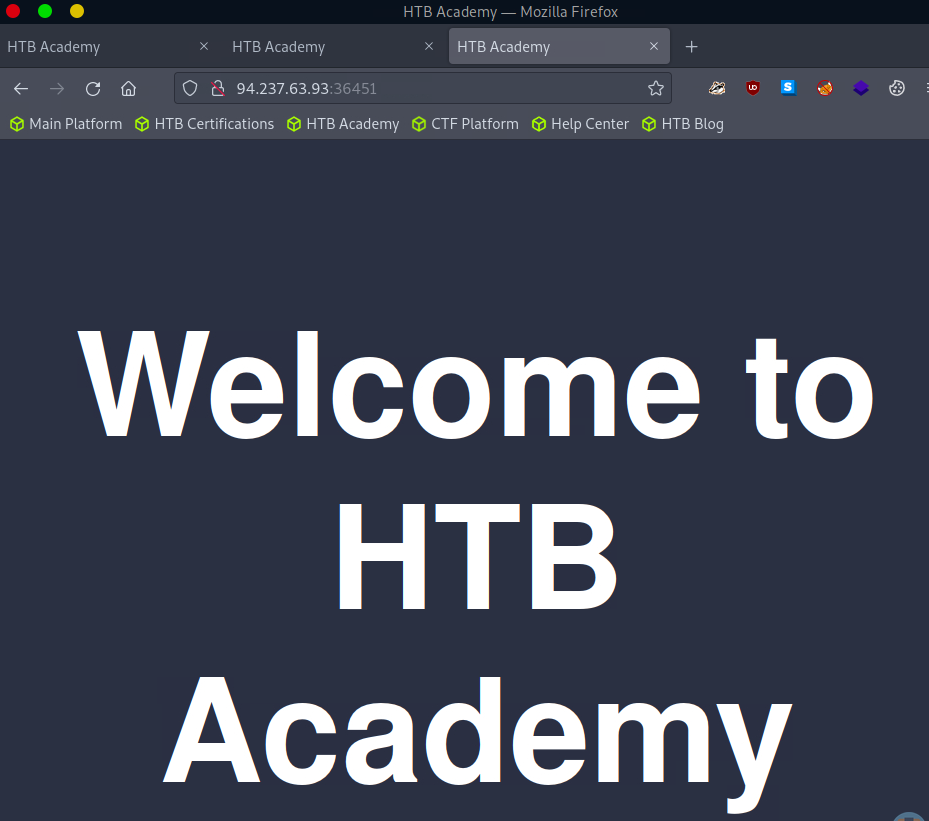 HTB Academy — Mozilla Firefox
HTB Academy HTB Academy HTB Academy
94.237.63.93:36451
Main Platform HTB Certifications HTB Academy CTF Platform Help Center HTB Blog
Welcome to
HTB
Academy